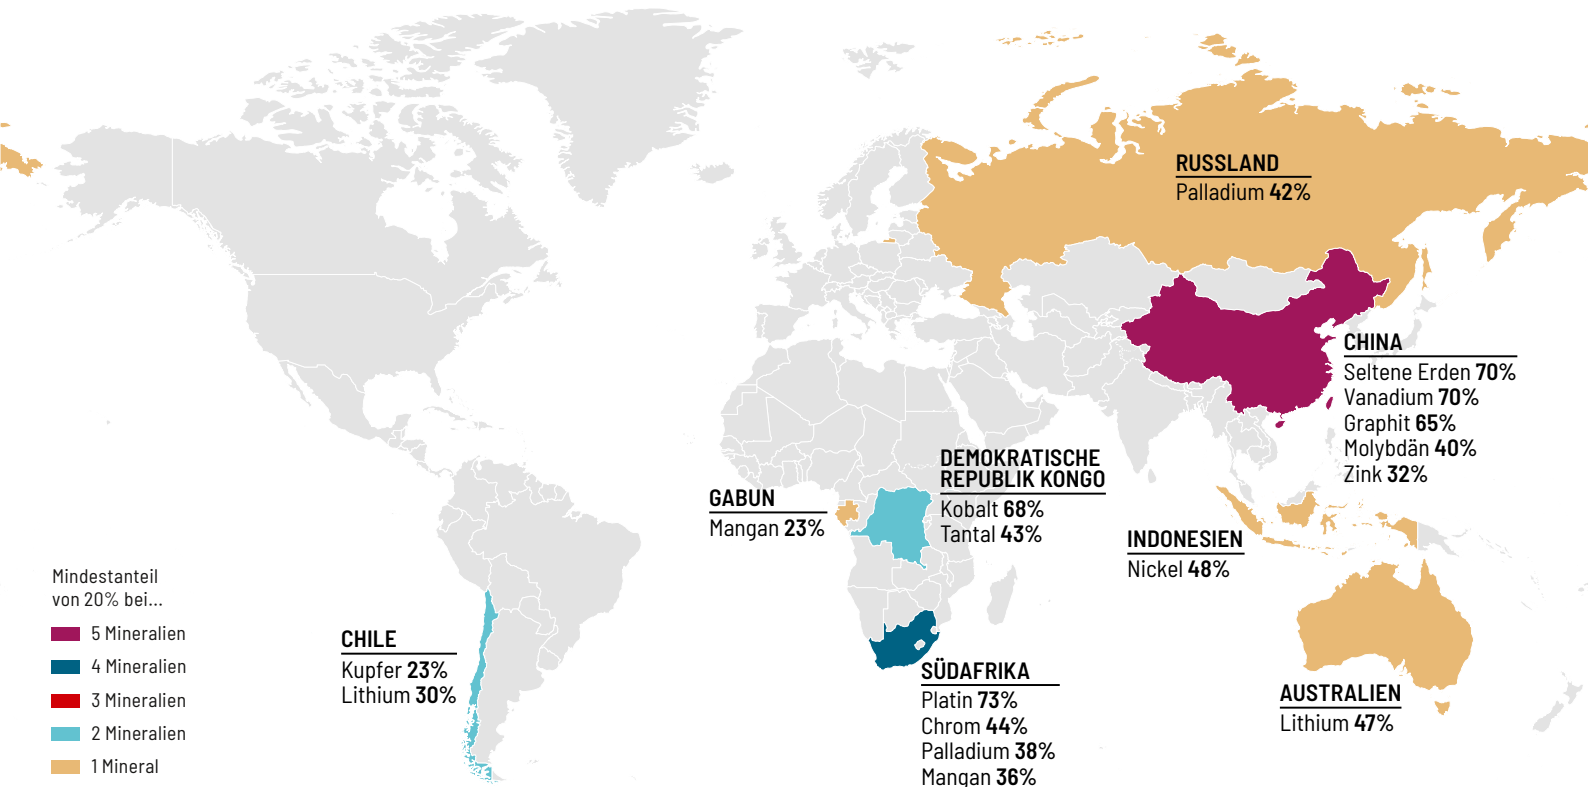 RUSSLAND
Palladium 42%
CHINA
Seltene Erden 70%
Vanadium 70%
Graphit 65%
Molybdän 40%
Zink 32%
DEMOKRATISCHE
REPUBLIK KONGO
Kobalt 68%
Tantal 43%
GABUN
Mangan 23%
INDONESIEN
Nickel 48%
Mindestanteil
von 20% bei...
5 Mineralien
4 Mineralien
3 Mineralien
2 Mineralien
1 Mineral
CHILE
Kupfer 23%
Lithium 30%
SÜDAFRIKA
Platin 73%
Chrom 44%
Palladium 38%
Mangan 36%
AUSTRALIEN
Lithium 47%